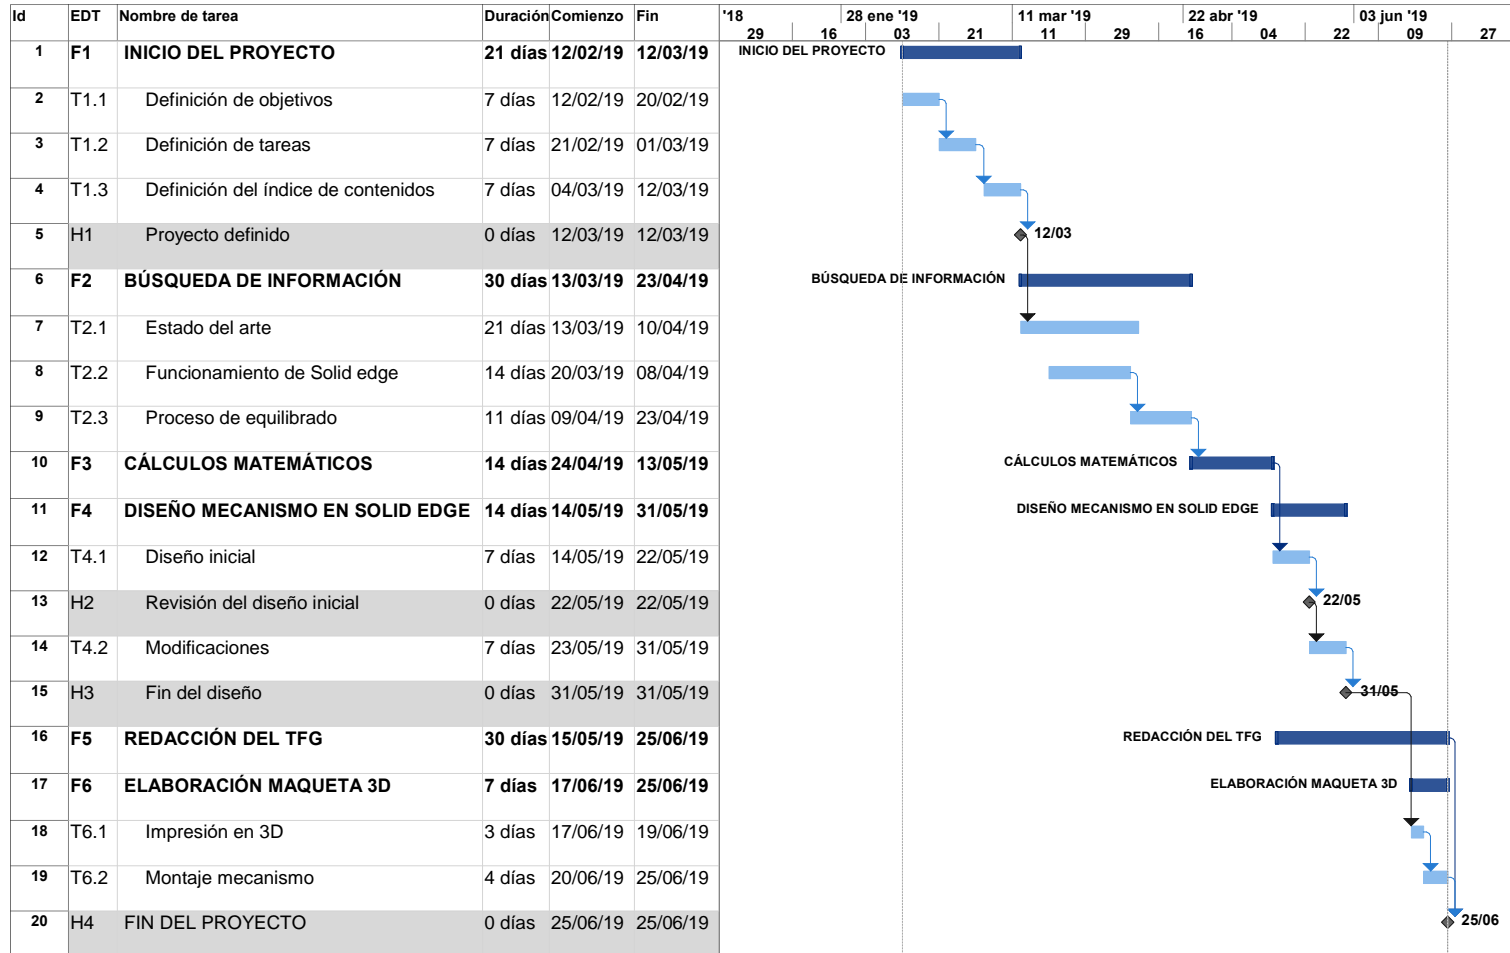 Id EDT Nombre de tarea Duración Comienzo Fin '18 28 ene '19 11 mar '19 22 abr '19 03 jun '19
29 16 03 21 11 29 16 04 22 09 27
1 F1 INICIO DEL PROYECTO 21 días 12/02/19 12/03/19 INICIO DEL PROYECTO
2 T1.1 Definición de objetivos 7 días 12/02/19 20/02/19
3 T1.2 Definición de tareas 7 días 21/02/19 01/03/19
4 T1.3 Definición del índice de contenidos 7 días 04/03/19 12/03/19
5 H1 Proyecto definido 0 días 12/03/19 12/03/19 12/03
6 F2 BÚSQUEDA DE INFORMACIÓN 30 días 13/03/19 23/04/19 BÚSQUEDA DE INFORMACIÓN
7 T2.1 Estado del arte 21 días 13/03/19 10/04/19
8 T2.2 Funcionamiento de Solid edge 14 días 20/03/19 08/04/19
9 T2.3 Proceso de equilibrado 11 días 09/04/19 23/04/19
10 F3 CÁLCULOS MATEMÁTICOS 14 días 24/04/19 13/05/19 CÁLCULOS MATEMÁTICOS
11 F4 DISEÑO MECANISMO EN SOLID EDGE 14 días 14/05/19 31/05/19 DISEÑO MECANISMO EN SOLID EDGE
12 T4.1 Diseño inicial 7 días 14/05/19 22/05/19
13 H2 Revisión del diseño inicial 0 días 22/05/19 22/05/19 22/05
14 T4.2 Modificaciones 7 días 23/05/19 31/05/19
15 H3 Fin del diseño 0 días 31/05/19 31/05/19 31/05
16 F5 REDACCIÓN DEL TFG 30 días 15/05/19 25/06/19 REDACCIÓN DEL TFG
17 F6 ELABORACIÓN MAQUETA 3D 7 días 17/06/19 25/06/19 ELABORACIÓN MAQUETA 3D
18 T6.1 Impresión en 3D 3 días 17/06/19 19/06/19
19 T6.2 Montaje mecanismo 4 días 20/06/19 25/06/19
20 H4 FIN DEL PROYECTO 0 días 25/06/19 25/06/19 25/06